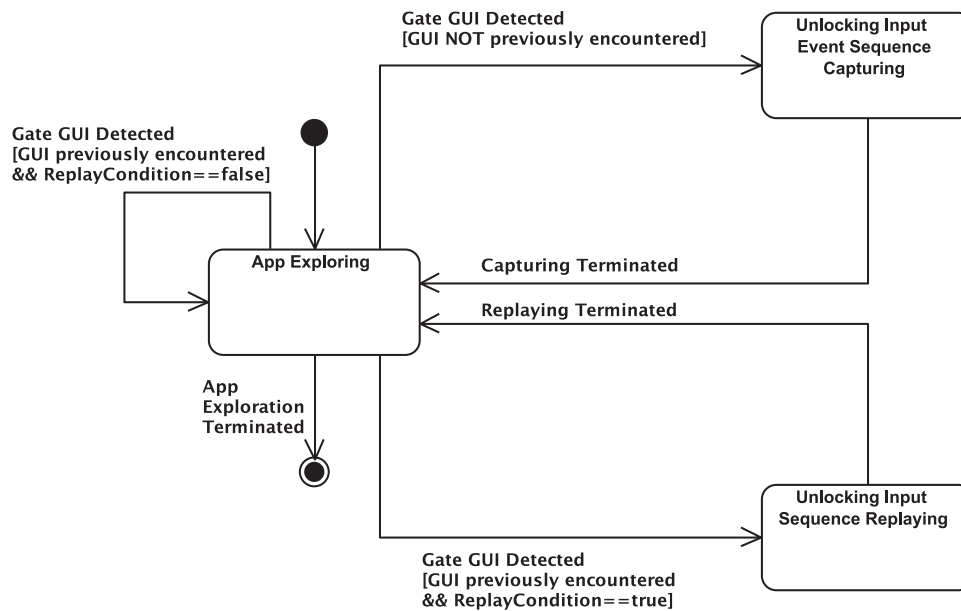 Gate GUI Detected
[GUI NOT previously encountered]
Unlocking Input
Event Sequence
Capturing
Gate GUI Detected
[GUI previously encountered
&& ReplayCondition==false]
App Exploring
Capturing Terminated
Replaying Terminated
App
Exploration
Terminated
Unlocking Input
Sequence Replaying
Gate GUI Detected
[GUI previously encountered
&& ReplayCondition==true]